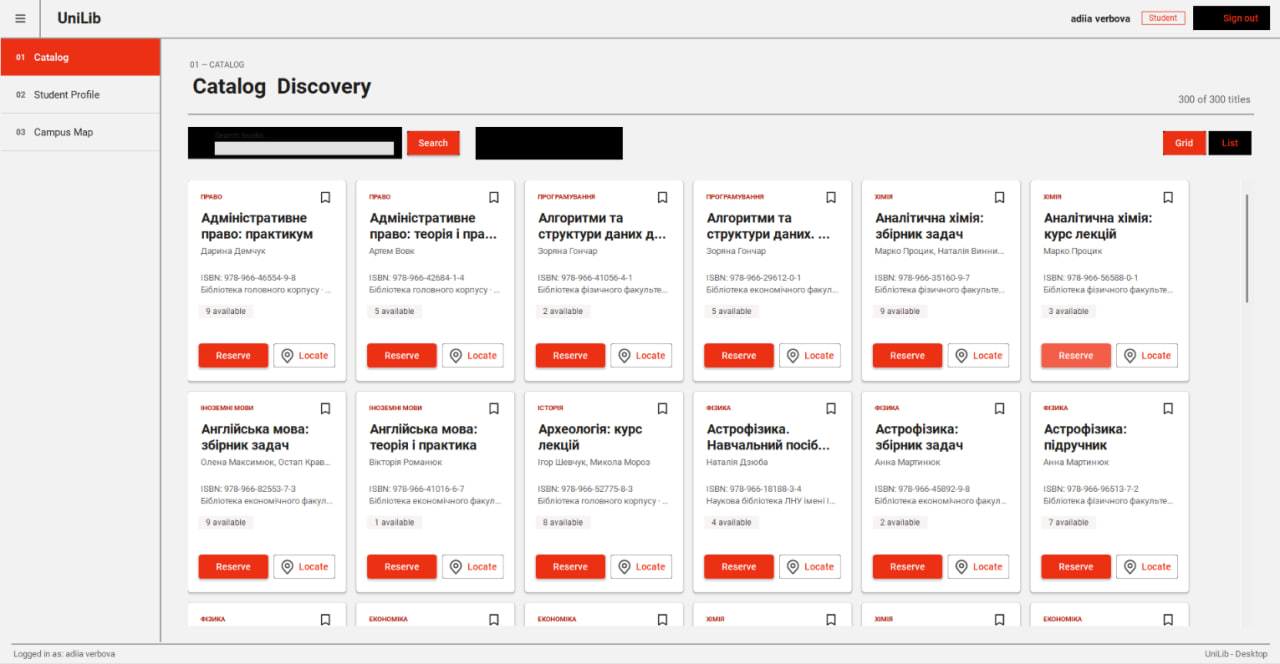 UniLib
adiia verbova
Student
Sign out
01 Catalog
02 Student Profile
03 Campus Map
01 — CATALOG
Catalog Discovery
300 of 300 titles
Search books
Search
Grid
List
ПРАВО
Адміністративне
право: практикум
Дарина Демчук
ISBN: 978-966-46554-9-8
Бібліотека головного корпусу · ...
9 available
Reserve
Locate
ПРАВО
Адміністративне
право: теорія і пра...
Артем Вовк
ISBN: 978-966-42684-1-4
Бібліотека головного корпусу · ...
5 available
Reserve
Locate
ПРОГРАМУВАННЯ
Алгоритми та
структури даних д...
Зоряна Гончар
ISBN: 978-966-41056-4-1
Бібліотека фізичного факульте...
2 available
Reserve
Locate
ПРОГРАМУВАННЯ
Алгоритми та
структури даних. ...
Зоряна Гончар
ISBN: 978-966-29612-0-1
Бібліотека економічного факул...
5 available
Reserve
Locate
ХІМІЯ
Аналітична хімія:
збірник задач
Марко Процик, Наталія Винни...
ISBN: 978-966-35160-9-7
Бібліотека фізичного факульте...
9 available
Reserve
Locate
ХІМІЯ
Аналітична хімія:
курс лекцій
Марко Процик
ISBN: 978-966-56588-0-1
Бібліотека фізичного факульте...
3 available
Reserve
Locate
ІНОЗЕМНІ МОВИ
Англійська мова:
збірник задач
Олена Максимюк, Остап Крав...
ISBN: 978-966-82553-7-3
Бібліотека економічного факул...
9 available
Reserve
Locate
ІНОЗЕМНІ МОВИ
Англійська мова:
теорія і практика
Вікторія Романюк
ISBN: 978-966-41016-6-7
Бібліотека економічного факул...
1 available
Reserve
Locate
ІСТОРІЯ
Археологія: курс
лекцій
Ігор Шевчук, Микола Мороз
ISBN: 978-966-52775-8-3
Бібліотека головного корпусу · ...
8 available
Reserve
Locate
ФІЗИКА
Астрофізика.
Навчальний посіб...
Наталія Дзюба
ISBN: 978-966-18188-3-4
Наукова бібліотека ЛНУ імені І...
4 available
Reserve
Locate
ФІЗИКА
Астрофізика:
збірник задач
Анна Мартинюк
ISBN: 978-966-45892-9-8
Бібліотека економічного факул...
2 available
Reserve
Locate
ФІЗИКА
Астрофізика:
підручник
Анна Мартинюк
ISBN: 978-966-96513-7-2
Бібліотека фізичного факульте...
7 available
Reserve
Locate
ФІЗИКА
ЕКОНОМІКА
ЕКОНОМІКА
ХІМІЯ
ХІМІЯ
ЕКОНОМІКА
Logged in as: adiia verbova
UniLib - Desktop